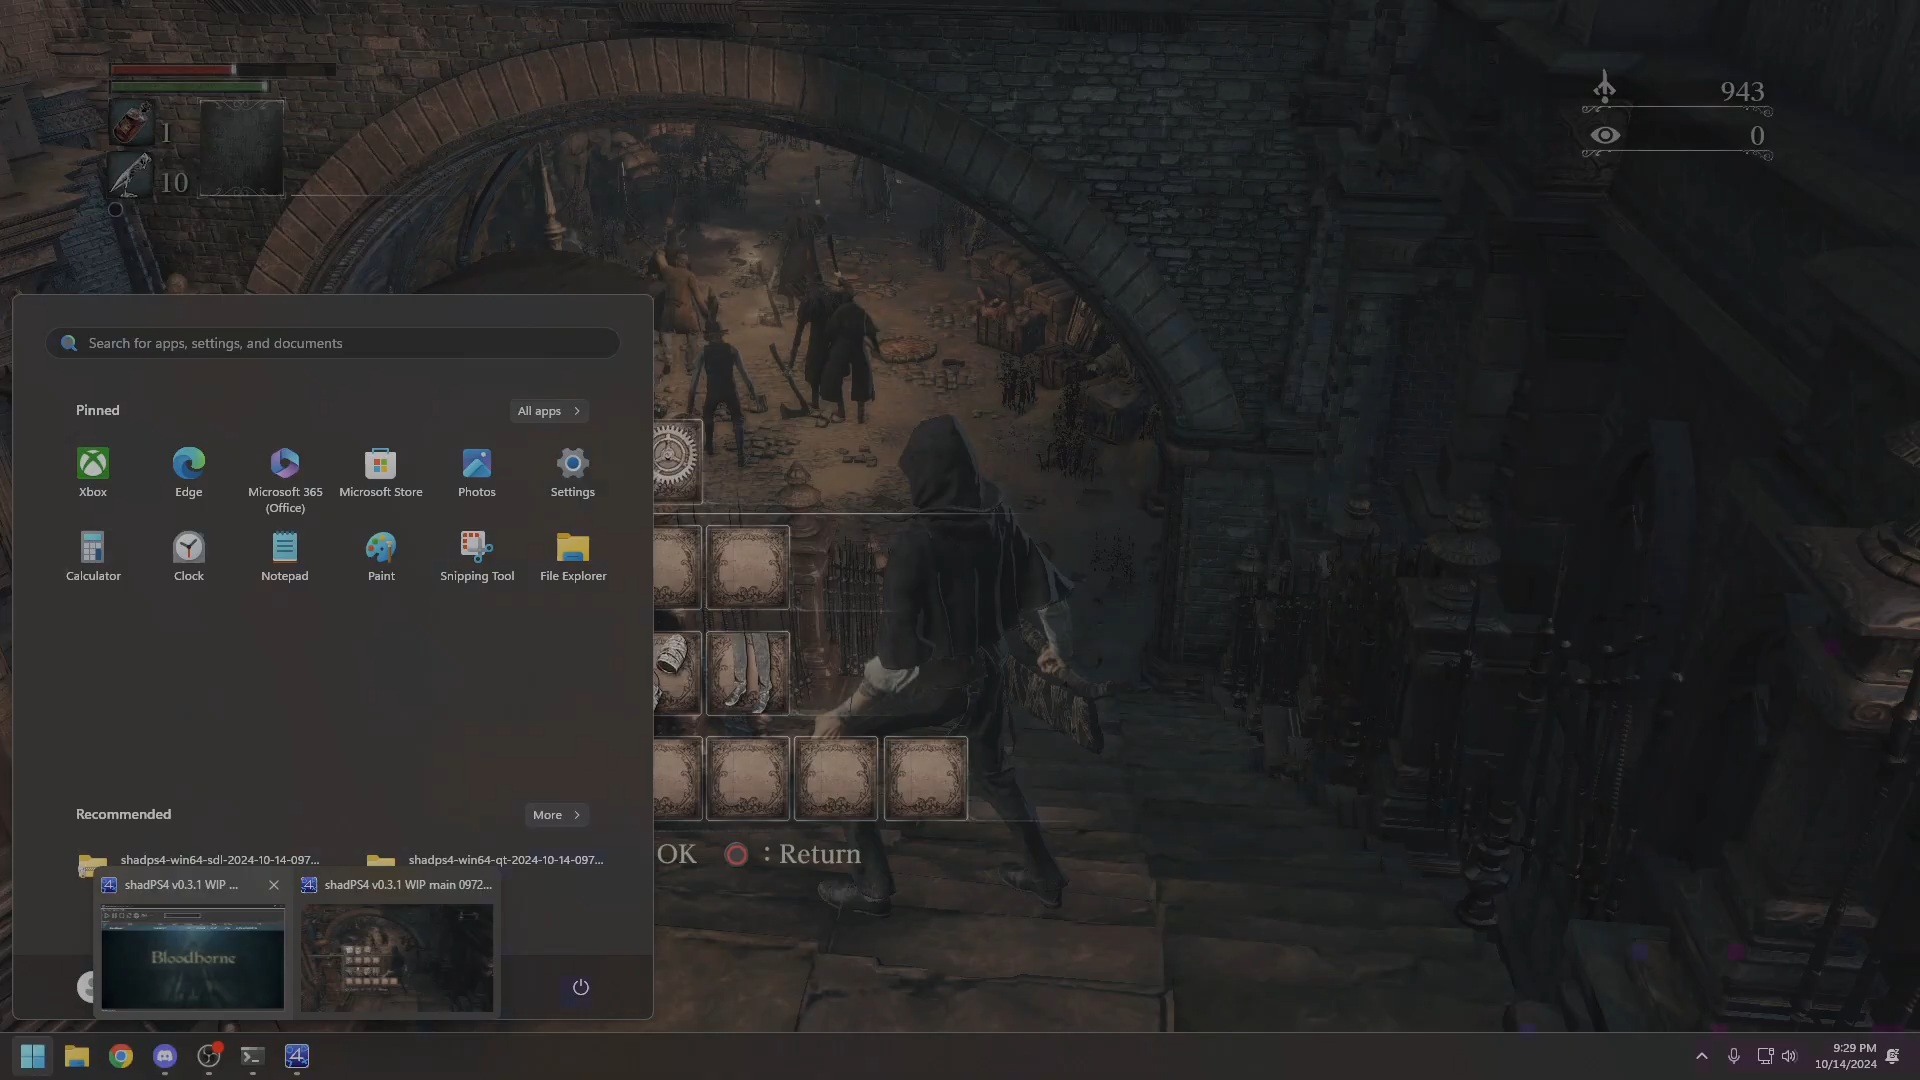 943
0
1
10
Search for apps, settings, and documents
Pinned
All apps
Xbox
Edge
Microsoft 365
(Office)
Microsoft Store
Photos
Settings
Calculator
Clock
Notepad
Paint
Snipping Tool
File Explorer
Recommended
More
shadps4-win64-sdl-2024-10-14-097...
shadps4-win64-qt-2024-10-14-097...
OK : Return
shadPS4 v0.3.1 WIP ...
shadPS4 v0.3.1 WIP main 0972...
Bloodborne
9:29 PM
10/14/2024